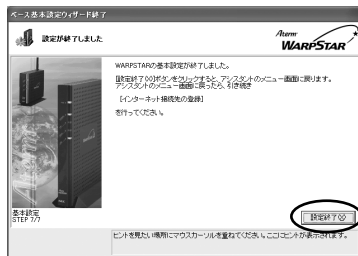 ベース基本設定ウィザード終了
設定が終了しました
Aterm
WARPSTAR
WARPSTARの基本設定が終了しました。
[設定終了(X)]ボタンをクリックすると、アシスタントのメニュー画面に戻ります。
アシスタントのメニュー画面に戻ったら、引き続き
[インターネット接続先の登録]
を行ってください。
基本設定
STEP 7/7
設定終了(X)
ヒントを見たい場所にマウスカーソルを重ねてください。ここにヒントが表示されます。